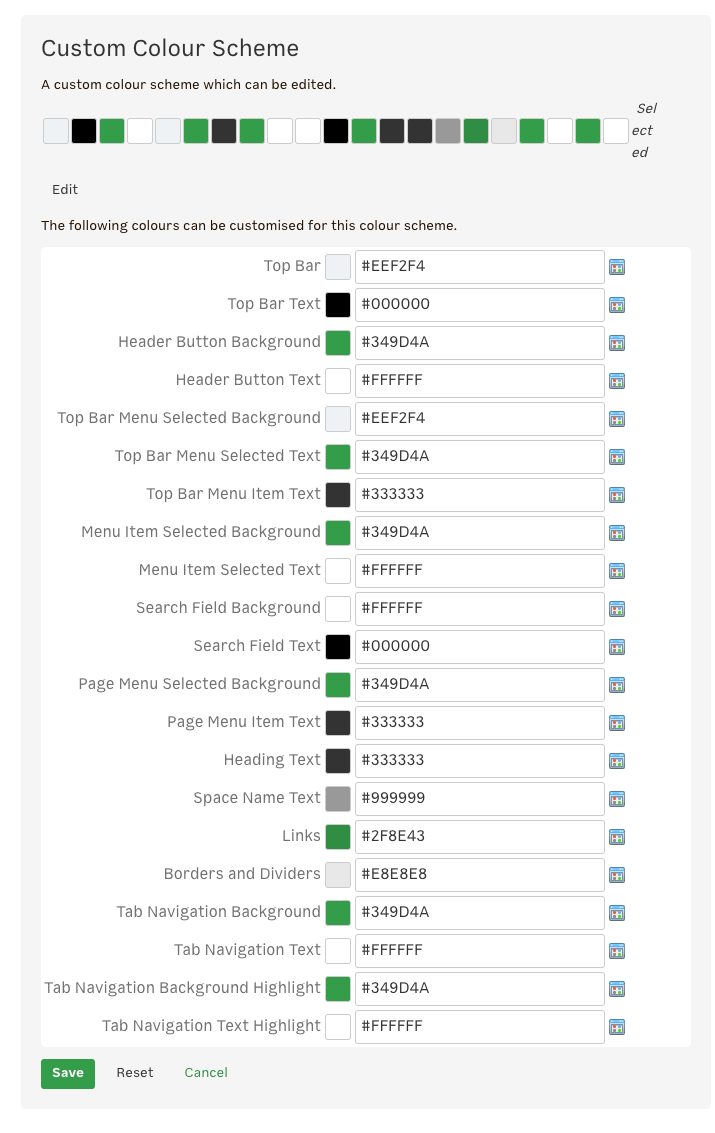 Custom Colour Scheme
A custom colour scheme which can be edited.
Sel
ect
ed
Edit
The following colours can be customised for this colour scheme.
Top Bar #EEF2F4
Top Bar Text #000000
Header Button Background #349D4A
Header Button Text #FFFFFF
Top Bar Menu Selected Background #EEF2F4
Top Bar Menu Selected Text #349D4A
Top Bar Menu Item Text #333333
Menu Item Selected Background #349D4A
Menu Item Selected Text #FFFFFF
Search Field Background #FFFFFF
Search Field Text #000000
Page Menu Selected Background #349D4A
Page Menu Item Text #333333
Heading Text #333333
Space Name Text #999999
Links #2F8E43
Borders and Dividers #E8E8E8
Tab Navigation Background #349D4A
Tab Navigation Text #FFFFFF
Tab Navigation Background Highlight #349D4A
Tab Navigation Text Highlight #FFFFFF
Save Reset Cancel